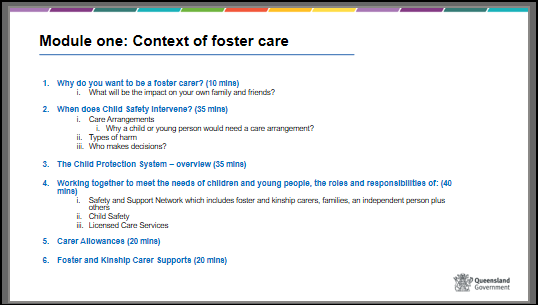 Module one: Context of foster care
1. Why do you want to be a foster carer? (10 mins)
i. What will be the impact on your own family and friends?
2. When does Child Safety intervene? (35 mins)
i. Care Arrangements
i. Why a child or young person would need a care arrangement?
ii. Types of harm
iii. Who makes decisions?
3. The Child Protection System – overview (35 mins)
4. Working together to meet the needs of children and young people, the roles and responsibilities of: (40
mins)
i. Safety and Support Network which includes foster and kinship carers, families, an independent person plus
others
ii. Child Safety
iii. Licensed Care Services
5. Carer Allowances (20 mins)
6. Foster and Kinship Carer Supports (20 mins)
Queensland
Government